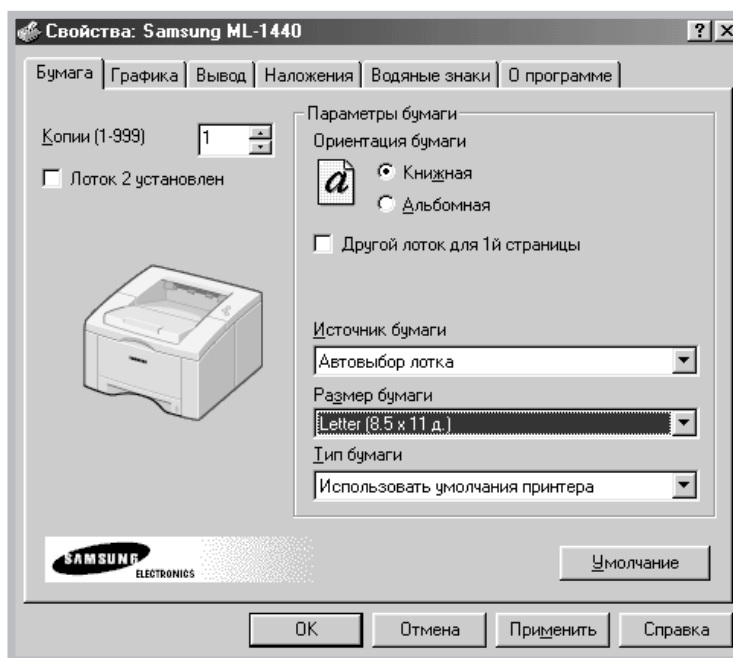 Свойства: Samsung ML-1440
Бумага Графика Вывод Наложения Водяные знаки О программе
Копии (1-999) 1
Лоток 2 установлен
Параметры бумаги
Ориентация бумаги
a
Книжная
Альбомная
Другой лоток для 1й страницы
Источник бумаги
Автовыбор лотка
Размер бумаги
Letter (8.5 x 11 д.)
Тип бумаги
Использовать умолчания принтера
SAMSUNG
ELECTRONICS
Умолчание
OK Отмена Применить Справка